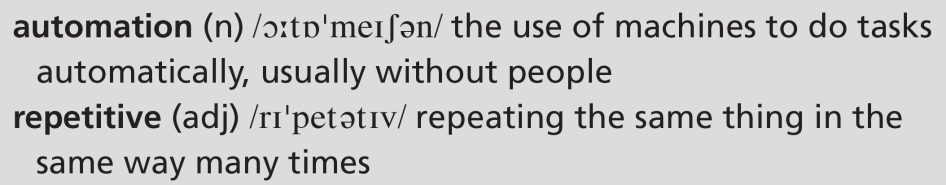 automation (n) /ɔːtɒˈmeɪʃən/ the use of machines to do tasks
automatically, usually without people
repetitive (adj) /rɪˈpetətɪv/ repeating the same thing in the
same way many times